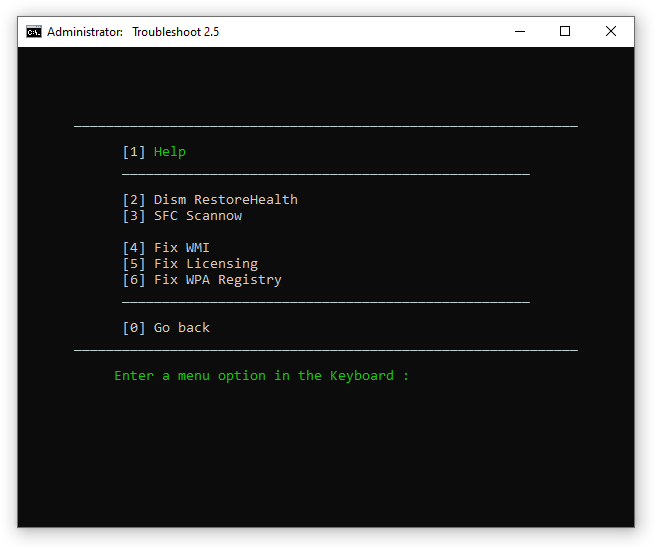 Administrator: Troubleshoot 2.5
[1] Help
[2] Dism RestoreHealth
[3] SFC Scannow
[4] Fix WMI
[5] Fix Licensing
[6] Fix WPA Registry
[0] Go back
Enter a menu option in the Keyboard :